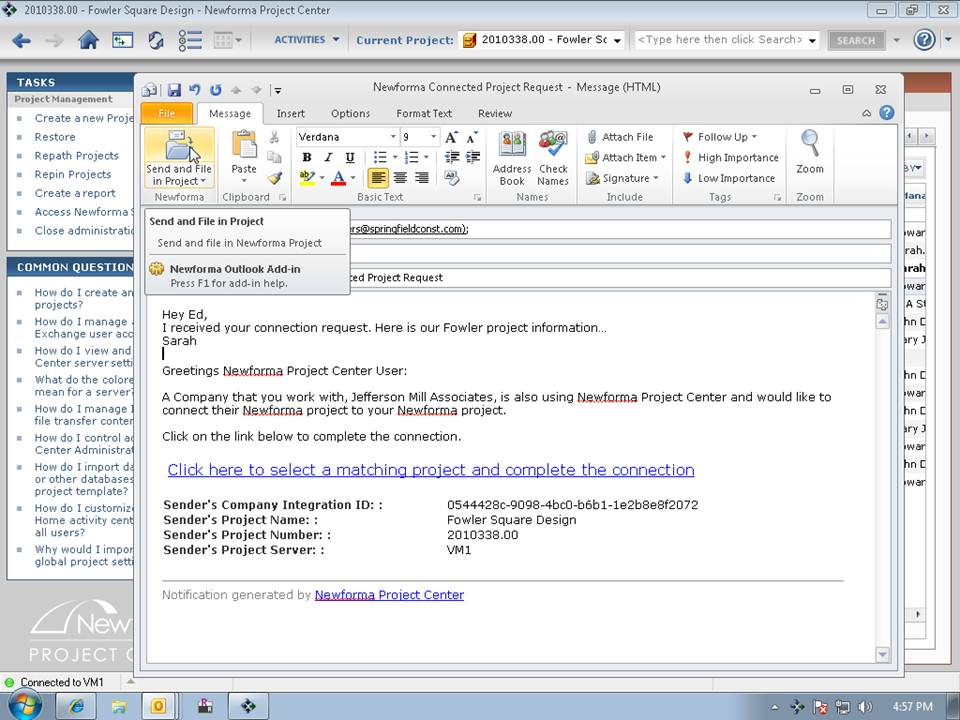 2010338.00 - Fowler Square Design - Newforma Project Center
ACTIVITIES
Current Project:
2010338.00 - Fowler Sc
<Type here then click Search>
SEARCH
TASKS
Project Management
Create a new Proje
Restore
Repath Projects
Repin Projects
Create a report
Access Newforma S
Close administratio
COMMON QUESTION
How do I create an
projects?
How do I manage
Exchange user acc
How do I view and
Center server setti
What do the colore
mean for a server?
How do I manage I
file transfer conten
How do I control ac
Center Administrat
How do I import da
or other databases
project template?
How do I customize
Home activity cent
all users?
Why would I impor
global project setti
New
PROJECT C
Connected to VM1
Newforma Connected Project Request - Message (HTML)
File
Message
Insert
Options
Format Text
Review
Send and File
in Project
Newforma
Paste
Clipboard
Verdana
9
B I U
Basic Text
Address
Book
Check
Names
Names
Attach File
Attach Item
Signature
Include
Follow Up
High Importance
Low Importance
Tags
Zoom
Zoom
Send and File in Project
Send and file in Newforma Project
Newforma Outlook Add-in
Press F1 for add-in help.
ers@springfieldconst.com);
cted Project Request
Hey Ed,
I received your connection request. Here is our Fowler project information...
Sarah
Greetings Newforma Project Center User:
A Company that you work with, Jefferson Mill Associates, is also using Newforma Project Center and would like to
connect their Newforma project to your Newforma project.
Click on the link below to complete the connection.
Click here to select a matching project and complete the connection
Sender's Company Integration ID: : 0544428c-9098-4bc0-b6b1-1e2b8e8f2072
Sender's Project Name: : Fowler Square Design
Sender's Project Number: : 2010338.00
Sender's Project Server: : VM1
Notification generated by Newforma Project Center
4:57 PM